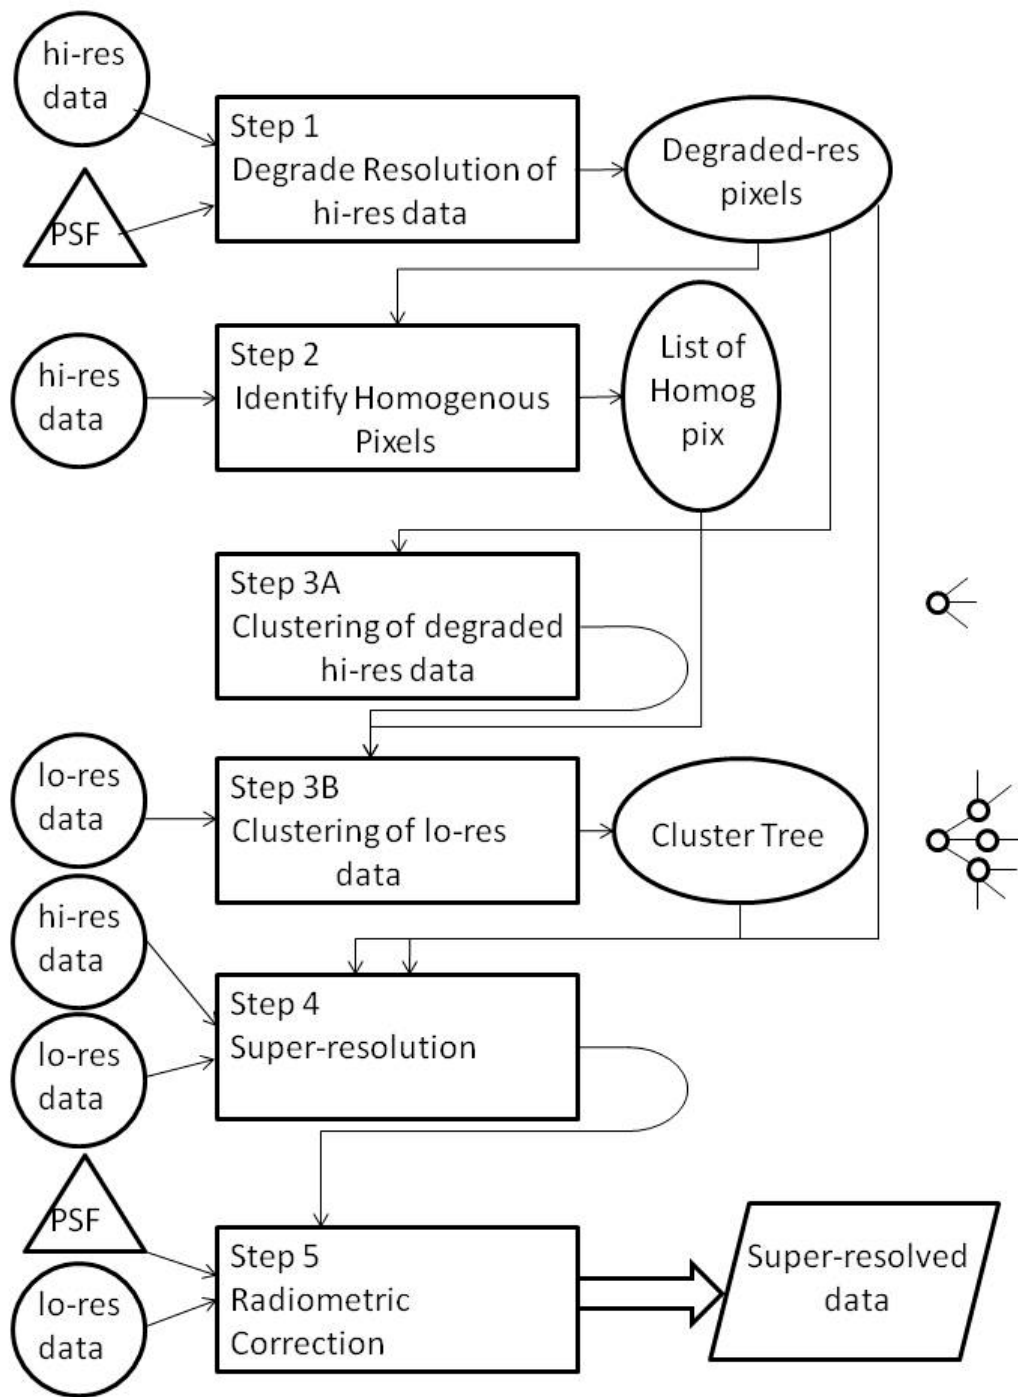 hi-res
data
Step 1
Degrade Resolution of
hi-res data
Degraded-res
pixels
PSF
hi-res
data
Step 2
Identify Homogenous
Pixels
List of
Homog
pix
Step 3A
Clustering of degraded
hi-res data
lo-res
data
Step 3B
Clustering of lo-res
data
Cluster Tree
hi-res
data
Step 4
Super-resolution
lo-res
data
PSF
Step 5
Radiometric
Correction
Super-resolved
data
lo-res
data